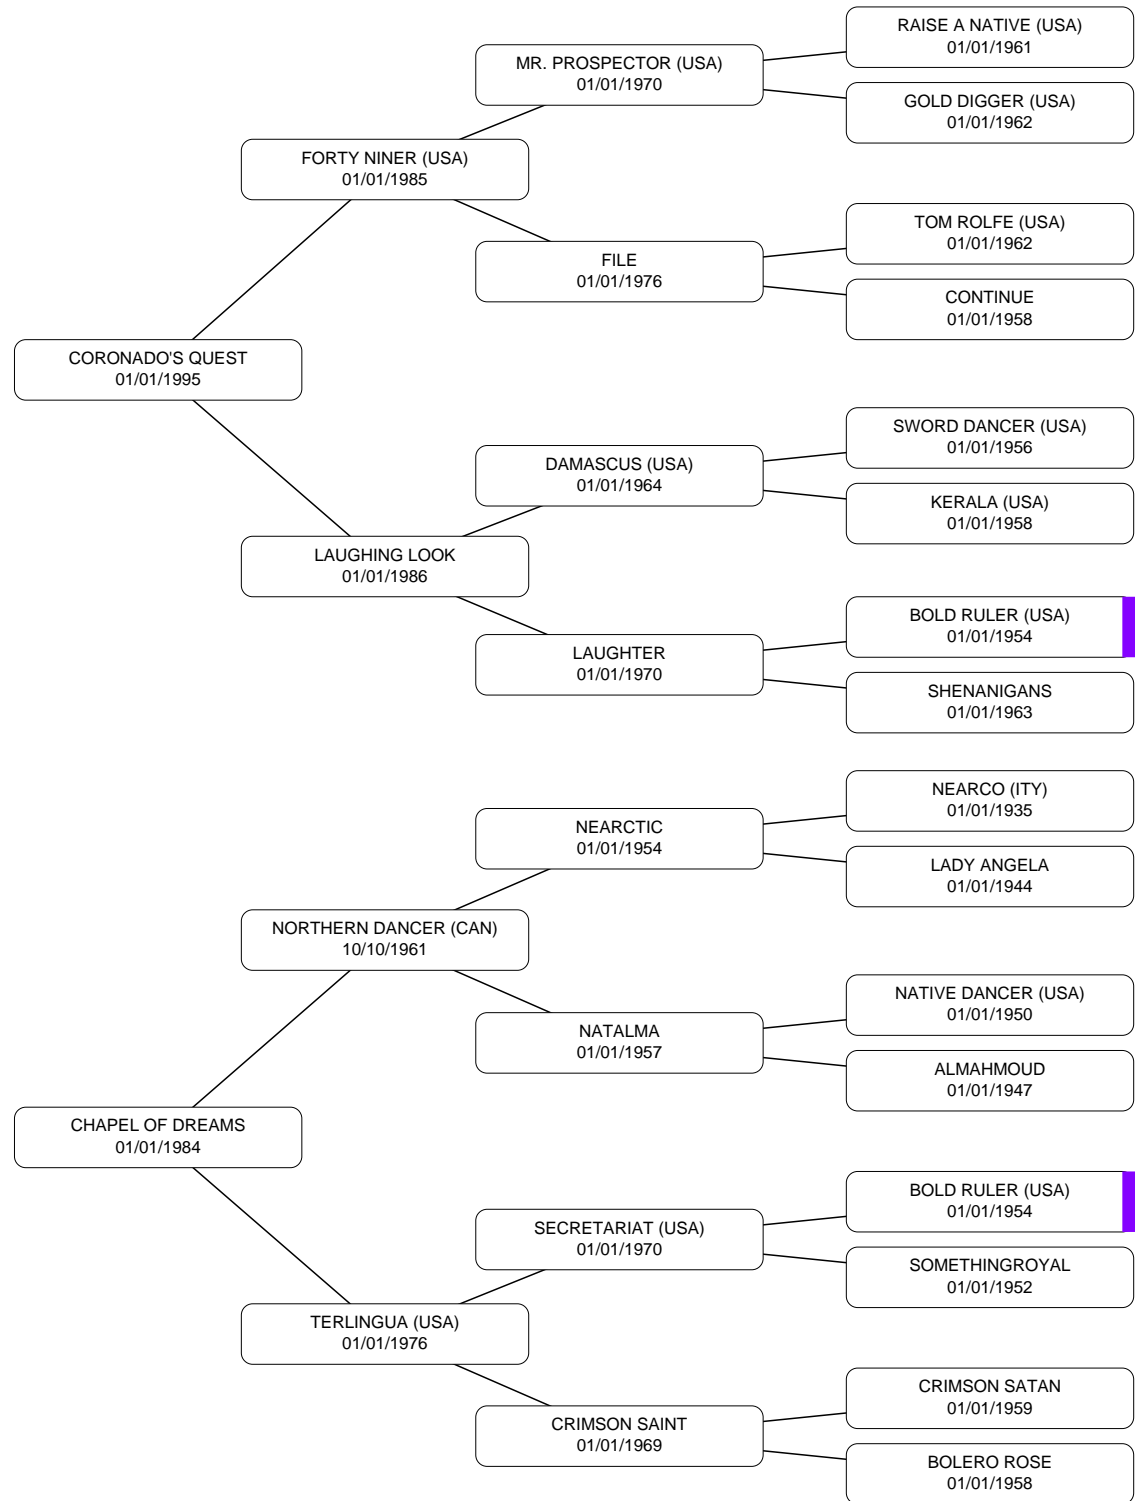 RAISE A NATIVE (USA)
01/01/1961
MR. PROSPECTOR (USA)
01/01/1970
GOLD DIGGER (USA)
01/01/1962
FORTY NINER (USA)
01/01/1985
TOM ROLFE (USA)
01/01/1962
FILE
01/01/1976
CONTINUE
01/01/1958
CORONADO'S QUEST
01/01/1995
SWORD DANCER (USA)
01/01/1956
DAMASCUS (USA)
01/01/1964
KERALA (USA)
01/01/1958
LAUGHING LOOK
01/01/1986
BOLD RULER (USA)
01/01/1954
LAUGHTER
01/01/1970
SHENANIGANS
01/01/1963
NEARCO (ITY)
01/01/1935
NEARCTIC
01/01/1954
LADY ANGELA
01/01/1944
NORTHERN DANCER (CAN)
10/10/1961
NATIVE DANCER (USA)
01/01/1950
NATALMA
01/01/1957
ALMAHMOUD
01/01/1947
CHAPEL OF DREAMS
01/01/1984
BOLD RULER (USA)
01/01/1954
SECRETARIAT (USA)
01/01/1970
SOMETHINGROYAL
01/01/1952
TERLINGUA (USA)
01/01/1976
CRIMSON SATAN
01/01/1959
CRIMSON SAINT
01/01/1969
BOLERO ROSE
01/01/1958